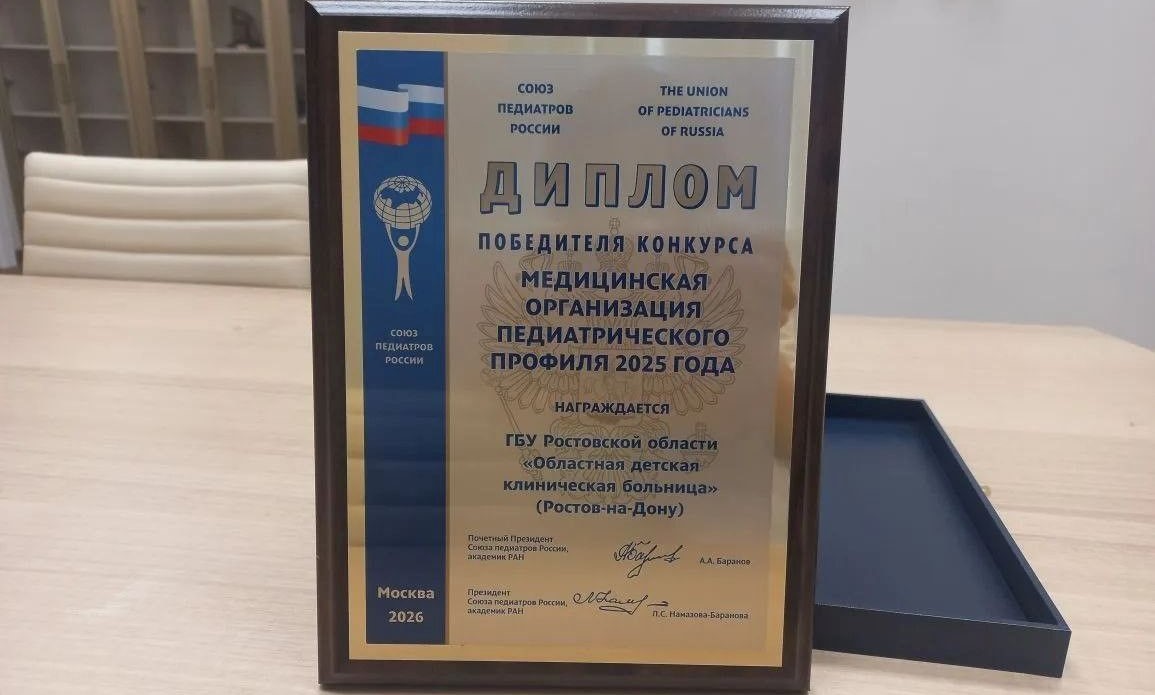 СОЮЗ
ПЕДИАТРОВ
РОССИИ
THE UNION
OF PEDIATRICIANS
OF RUSSIA
ДИПЛОМ
ПОБЕДИТЕЛЯ КОНКУРСА
МЕДИЦИНСКАЯ
ОРГАНИЗАЦИЯ
ПЕДИАТРИЧЕСКОГО
ПРОФИЛЯ 2025 ГОДА
НАГРАЖДАЕТСЯ
ГБУ Ростовской области
«Областная детская
клиническая больница»
(Ростов-на-Дону)
Почетный Президент
Союза педиатров России,
академик РАН
А.А. Баранов
Президент
Союза педиатров России,
академик РАН
Л.С. Намазова-Баранова
СОЮЗ
ПЕДИАТРОВ
РОССИИ
Москва
2026